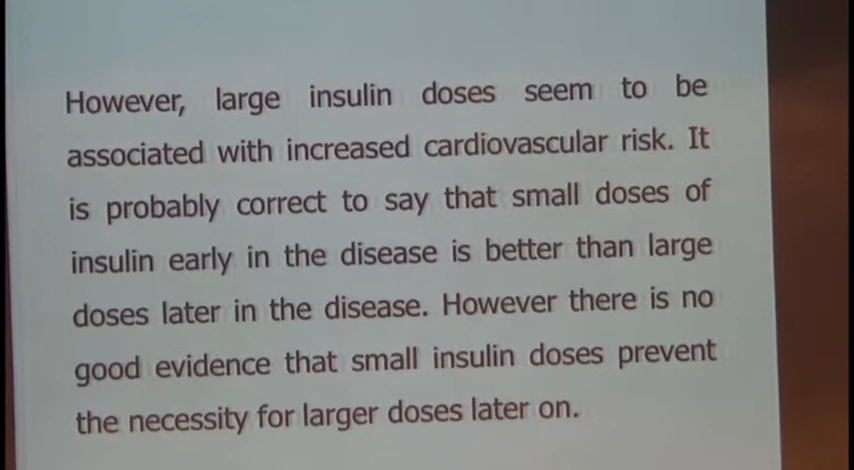 However, large insulin doses seem to be
associated with increased cardiovascular risk. It
is probably correct to say that small doses of
insulin early in the disease is better than large
doses later in the disease. However there is no
good evidence that small insulin doses prevent
the necessity for larger doses later on.